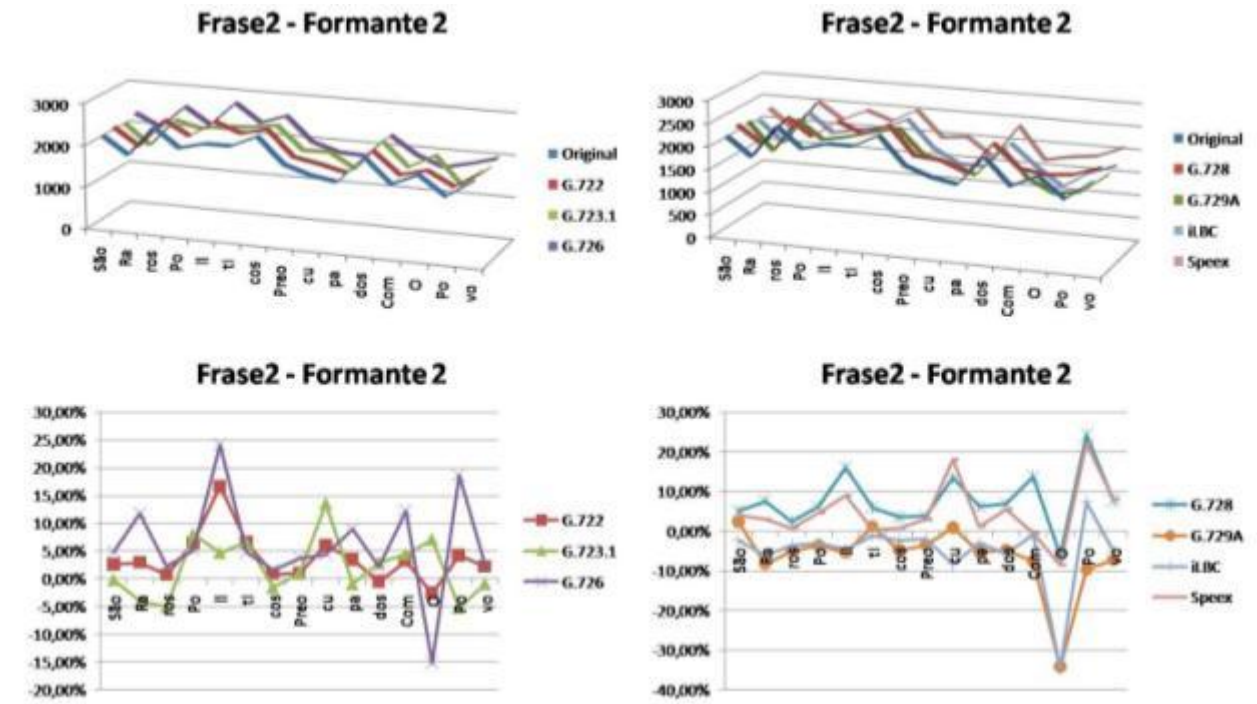 Frase2 - Formante 2
3000
2000
1000
0
São
Ra
ros
Po
lí
ti
cos
Preo
cu
pa
dos
Com
O
Po
vo
Original
G.722
G.723.1
G.726
Frase2 - Formante 2
3000
2500
2000
1500
1000
500
0
São
Ra
ros
Po
lí
ti
cos
Preo
cu
pa
dos
Com
O
Po
vo
Original
G.728
G.729A
iLBC
Speex
Frase2 - Formante 2
30,00%
25,00%
20,00%
15,00%
10,00%
5,00%
0,00%
-5,00%
-10,00%
-15,00%
-20,00%
São
Ra
ros
Po
lí
ti
cos
Preo
cu
pa
dos
Com
O
Po
vo
G.722
G.723.1
G.726
Frase2 - Formante 2
30,00%
20,00%
10,00%
0,00%
-10,00%
-20,00%
-30,00%
-40,00%
São
Ra
ros
Po
lí
ti
cos
Preo
cu
pa
dos
Com
O
Po
vo
G.728
G.729A
iLBC
Speex